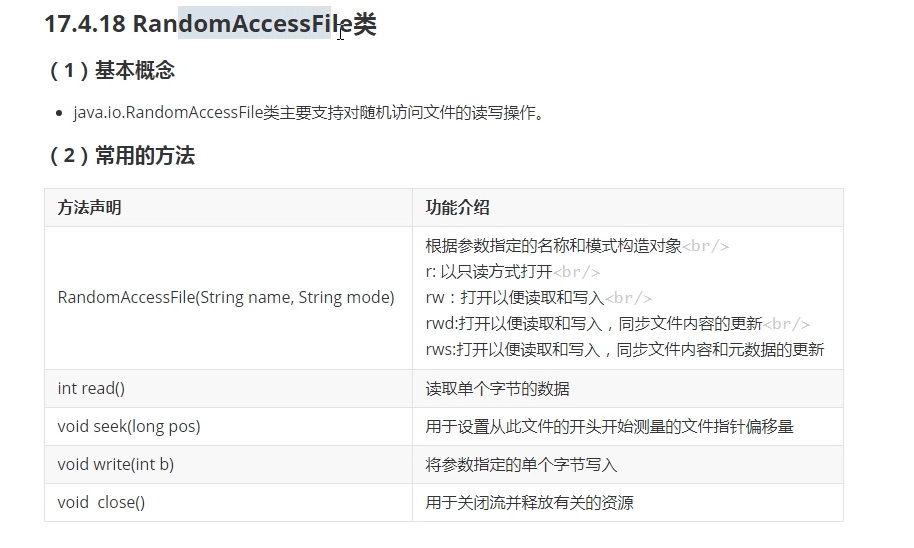 17.4.18 RandomAccessFile类
（1）基本概念
java.io.RandomAccessFile类主要支持对随机访问文件的读写操作。
（2）常用的方法
方法声明 功能介绍
RandomAccessFile(String name, String mode) 根据参数指定的名称和模式构造对象<br/>
r: 以只读方式打开<br/>
rw：打开以便读取和写入<br/>
rwd:打开以便读取和写入，同步文件内容的更新<br/>
rws:打开以便读取和写入，同步文件内容和元数据的更新
int read() 读取单个字节的数据
void seek(long pos) 用于设置从此文件的开头开始测量的文件指针偏移量
void write(int b) 将参数指定的单个字节写入
void  close() 用于关闭流并释放有关的资源